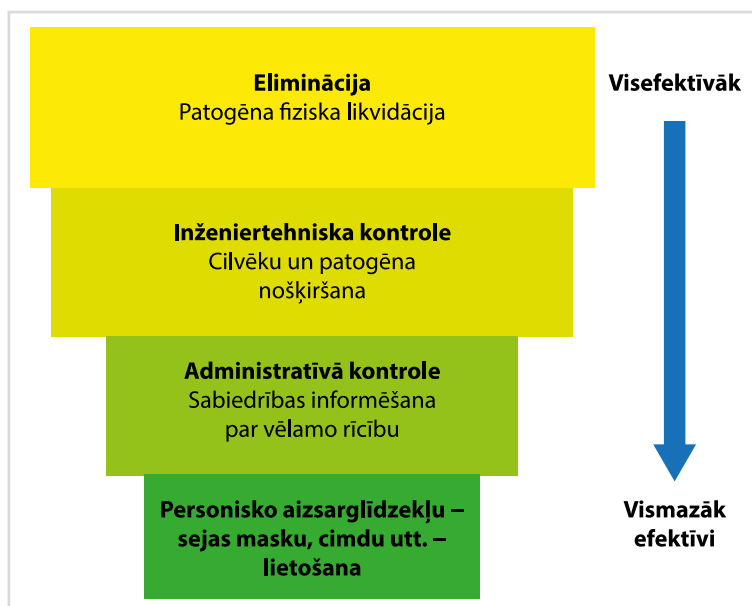 Eliminācija
Patogēna fiziska likvidācija
Visefektīvāk
Inženiertehniska kontrole
Cilvēku un patogēna
nošķiršana
Administratīvā kontrole
Sabiedrības informēšana
par vēlamo rīcību
Personisko aizsarglīdzekļu –
sejas masku, cimdu utt. –
lietošana
Vismazāk
efektīvi